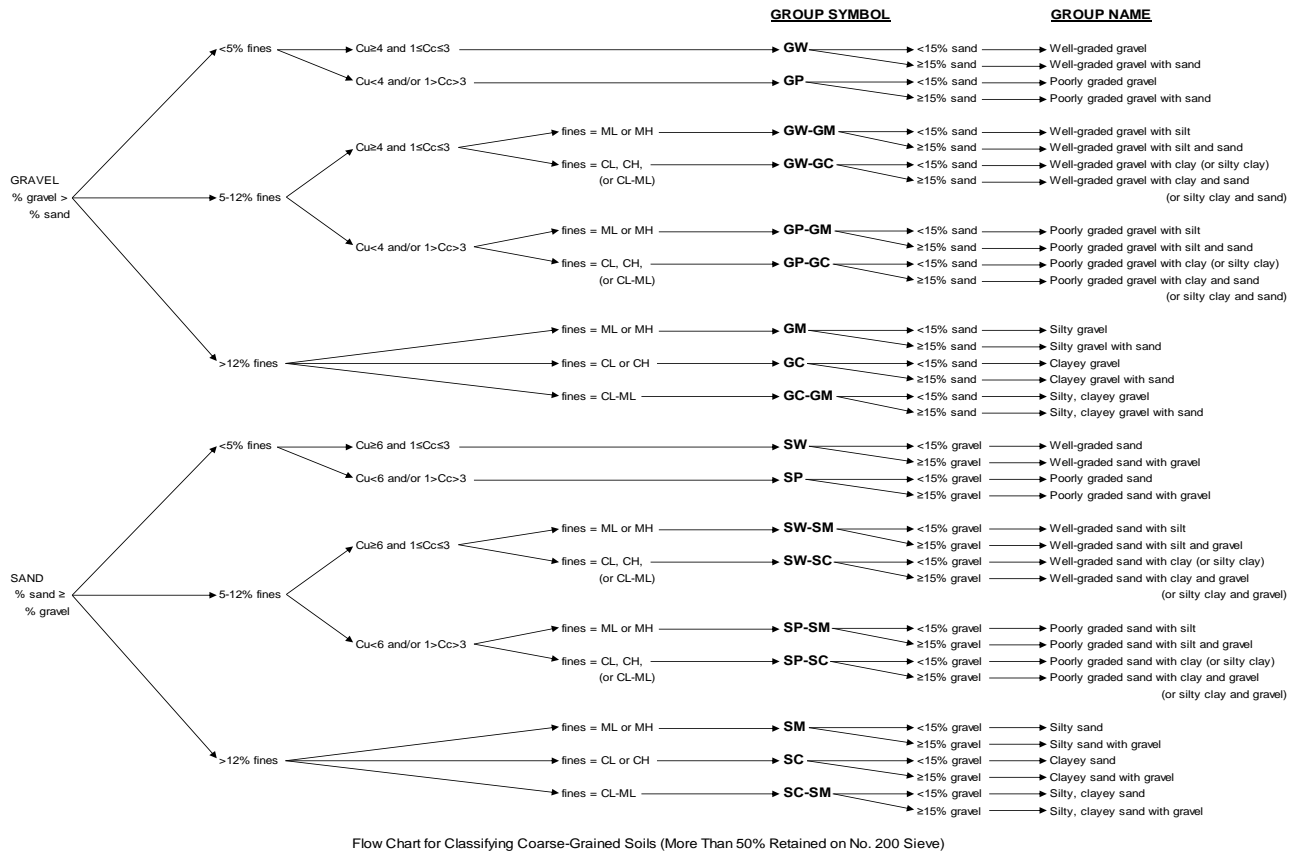 GROUP SYMBOL GROUP NAME
<5% fines Cu≥4 and 1≤Cc≤3 GW <15% sand Well-graded gravel
≥15% sand Well-graded gravel with sand
Cu<4 and/or 1>Cc>3 GP <15% sand Poorly graded gravel
≥15% sand Poorly graded gravel with sand
fines = ML or MH GW-GM <15% sand Well-graded gravel with silt
Cu≥4 and 1≤Cc≤3 ≥15% sand Well-graded gravel with silt and sand
fines = CL, CH, GW-GC <15% sand Well-graded gravel with clay (or silty clay)
GRAVEL (or CL-ML) ≥15% sand Well-graded gravel with clay and sand
% gravel > 5-12% fines (or silty clay and sand)
% sand
fines = ML or MH GP-GM <15% sand Poorly graded gravel with silt
Cu<4 and/or 1>Cc>3 ≥15% sand Poorly graded gravel with silt and sand
fines = CL, CH, GP-GC <15% sand Poorly graded gravel with clay (or silty clay)
(or CL-ML) ≥15% sand Poorly graded gravel with clay and sand
(or silty clay and sand)
fines = ML or MH GM <15% sand Silty gravel
≥15% sand Silty gravel with sand
>12% fines fines = CL or CH GC <15% sand Clayey gravel
≥15% sand Clayey gravel with sand
fines = CL-ML GC-GM <15% sand Silty, clayey gravel
≥15% sand Silty, clayey gravel with sand
<5% fines Cu≥6 and 1≤Cc≤3 SW <15% gravel Well-graded sand
≥15% gravel Well-graded sand with gravel
Cu<6 and/or 1>Cc>3 SP <15% gravel Poorly graded sand
≥15% gravel Poorly graded sand with gravel
fines = ML or MH SW-SM <15% gravel Well-graded sand with silt
Cu≥6 and 1≤Cc≤3 ≥15% gravel Well-graded sand with silt and gravel
fines = CL, CH, SW-SC <15% gravel Well-graded sand with clay (or silty clay)
SAND (or CL-ML) ≥15% gravel Well-graded sand with clay and gravel
% sand ≥ 5-12% fines (or silty clay and gravel)
% gravel
fines = ML or MH SP-SM <15% gravel Poorly graded sand with silt
Cu<6 and/or 1>Cc>3 ≥15% gravel Poorly graded sand with silt and gravel
fines = CL, CH, SP-SC <15% gravel Poorly graded sand with clay (or silty clay)
(or CL-ML) ≥15% gravel Poorly graded sand with clay and gravel
(or silty clay and gravel)
fines = ML or MH SM <15% gravel Silty sand
≥15% gravel Silty sand with gravel
>12% fines fines = CL or CH SC <15% gravel Clayey sand
≥15% gravel Clayey sand with gravel
fines = CL-ML SC-SM <15% gravel Silty, clayey sand
≥15% gravel Silty, clayey sand with gravel
Flow Chart for Classifying Coarse-Grained Soils (More Than 50% Retained on No. 200 Sieve)